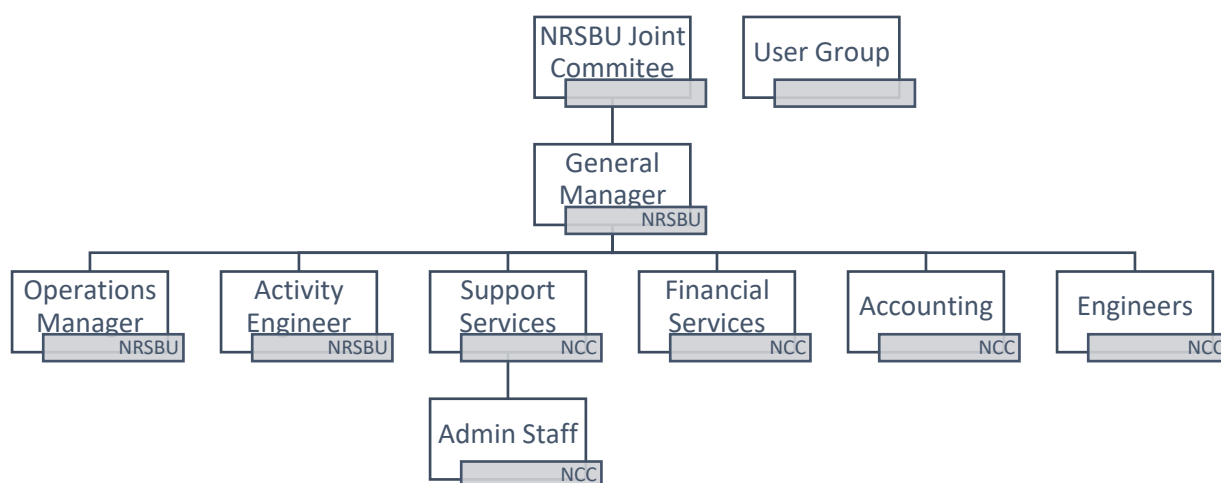 NRSBU Joint
Commitee
User Group
General
Manager
NRSBU
Operations
Manager
NRSBU
Activity
Engineer
NRSBU
Support
Services
NCC
Financial
Services
NCC
Accounting
NCC
Engineers
NCC
Admin Staff
NCC